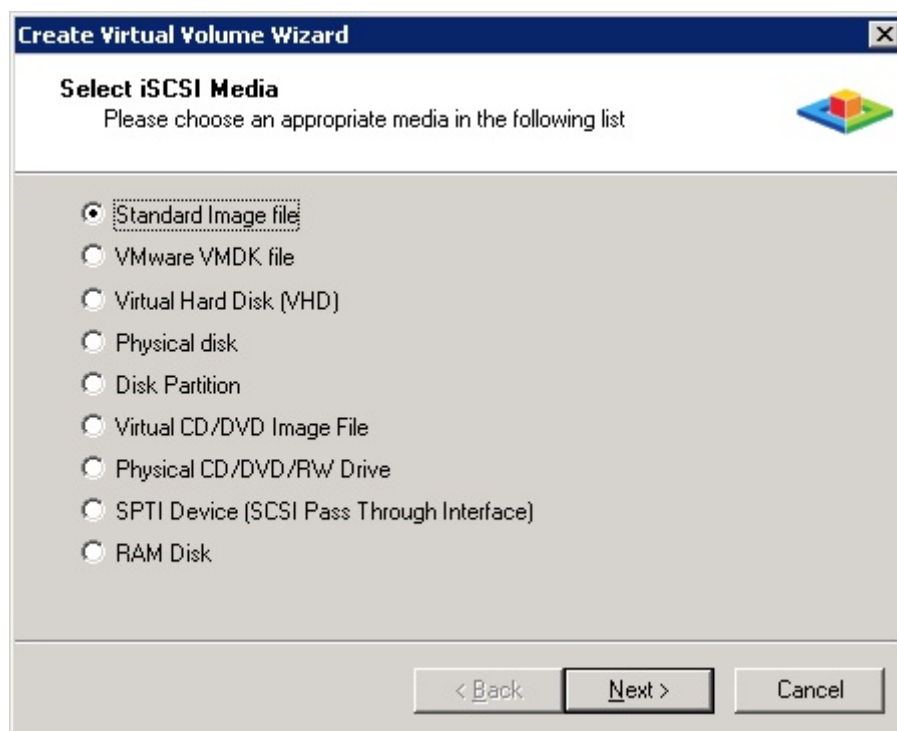 Create Virtual Volume Wizard
Select iSCSI Media
Please choose an appropriate media in the following list
Standard Image file
VMware VMDK file
Virtual Hard Disk (VHD)
Physical disk
Disk Partition
Virtual CD/DVD Image File
Physical CD/DVD/RW Drive
SPTI Device (SCSI Pass Through Interface)
RAM Disk
< Back Next > Cancel